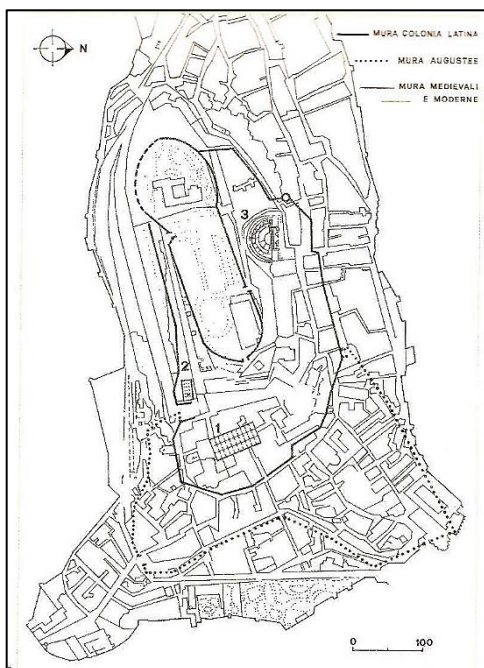 N
MURA COLONIA LATINA
MURA AUGUSTEE
MURA MEDIEVALI
E MODERNE
3
2
1
0 100